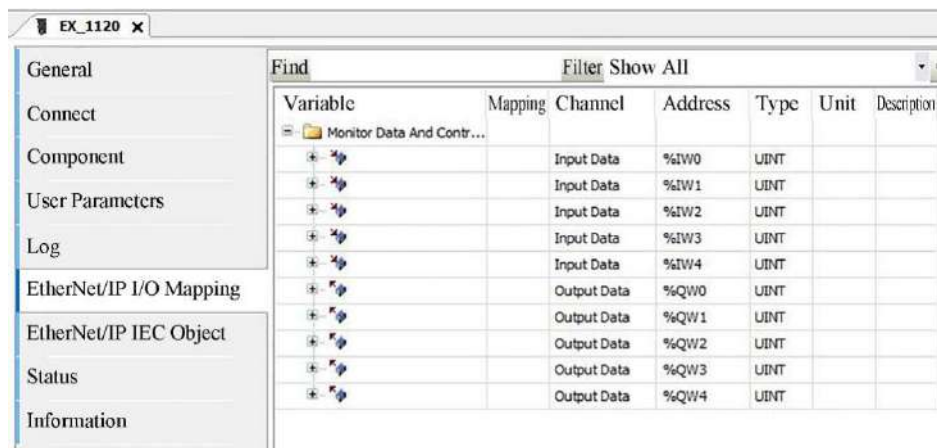 EX_1120
General
Connect
Component
User Parameters
Log
EtherNet/IP I/O Mapping
EtherNet/IP IEC Object
Status
Information
Find Filter Show All
Variable Mapping Channel Address Type Unit Description
Monitor Data And Contr...
Input Data %IW0 UINT
Input Data %IW1 UINT
Input Data %IW2 UINT
Input Data %IW3 UINT
Input Data %IW4 UINT
Output Data %QW0 UINT
Output Data %QW1 UINT
Output Data %QW2 UINT
Output Data %QW3 UINT
Output Data %QW4 UINT